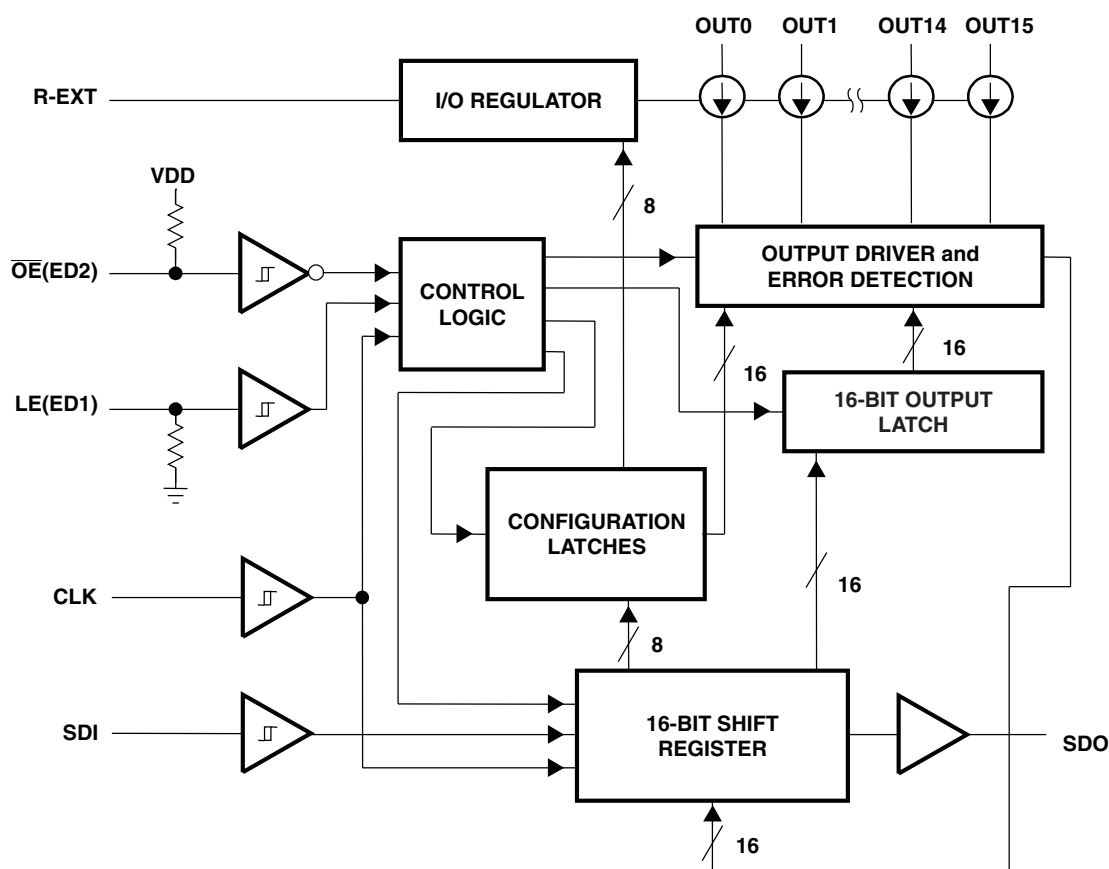 OUT0 OUT1 OUT14 OUT15
R-EXT
I/O REGULATOR
VDD
8
OE(ED2)
CONTROL
LOGIC
OUTPUT DRIVER and
ERROR DETECTION
16
16
LE(ED1)
16-BIT OUTPUT
LATCH
CONFIGURATION
LATCHES
16
CLK
8
SDI
16-BIT SHIFT
REGISTER
SDO
16